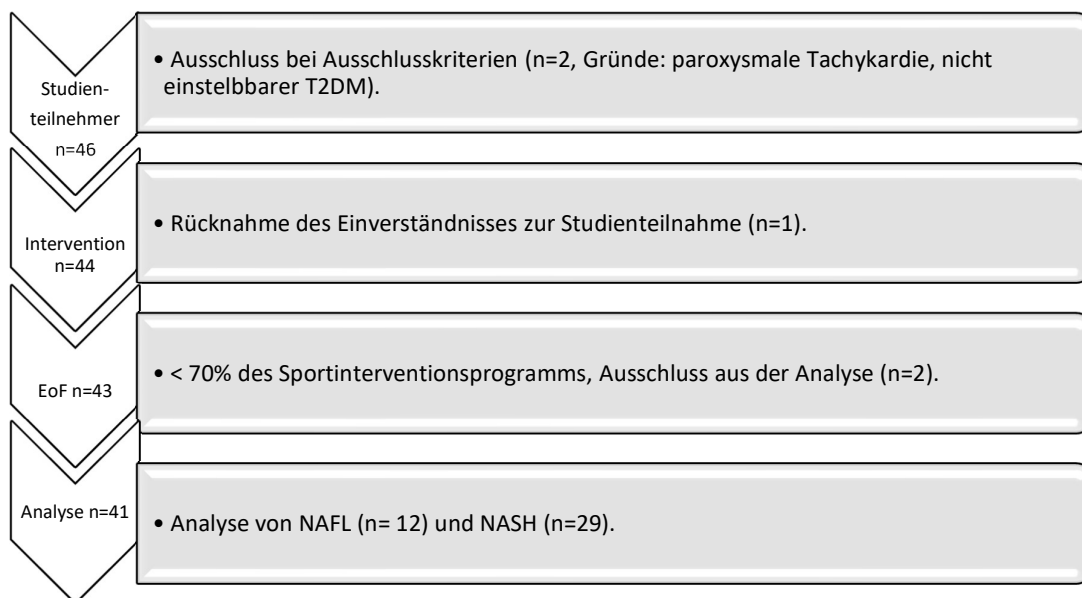 Studien-
teilnehmer
n=46
• Ausschluss bei Ausschlusskriterien (n=2, Gründe: paroxysmale Tachykardie, nicht
einstelbbarer T2DM).
Intervention
n=44
• Rücknahme des Einverständnisses zur Studienteilnahme (n=1).
EoF n=43
• < 70% des Sportinterventionsprogramms, Ausschluss aus der Analyse (n=2).
Analyse n=41
• Analyse von NAFL (n= 12) und NASH (n=29).